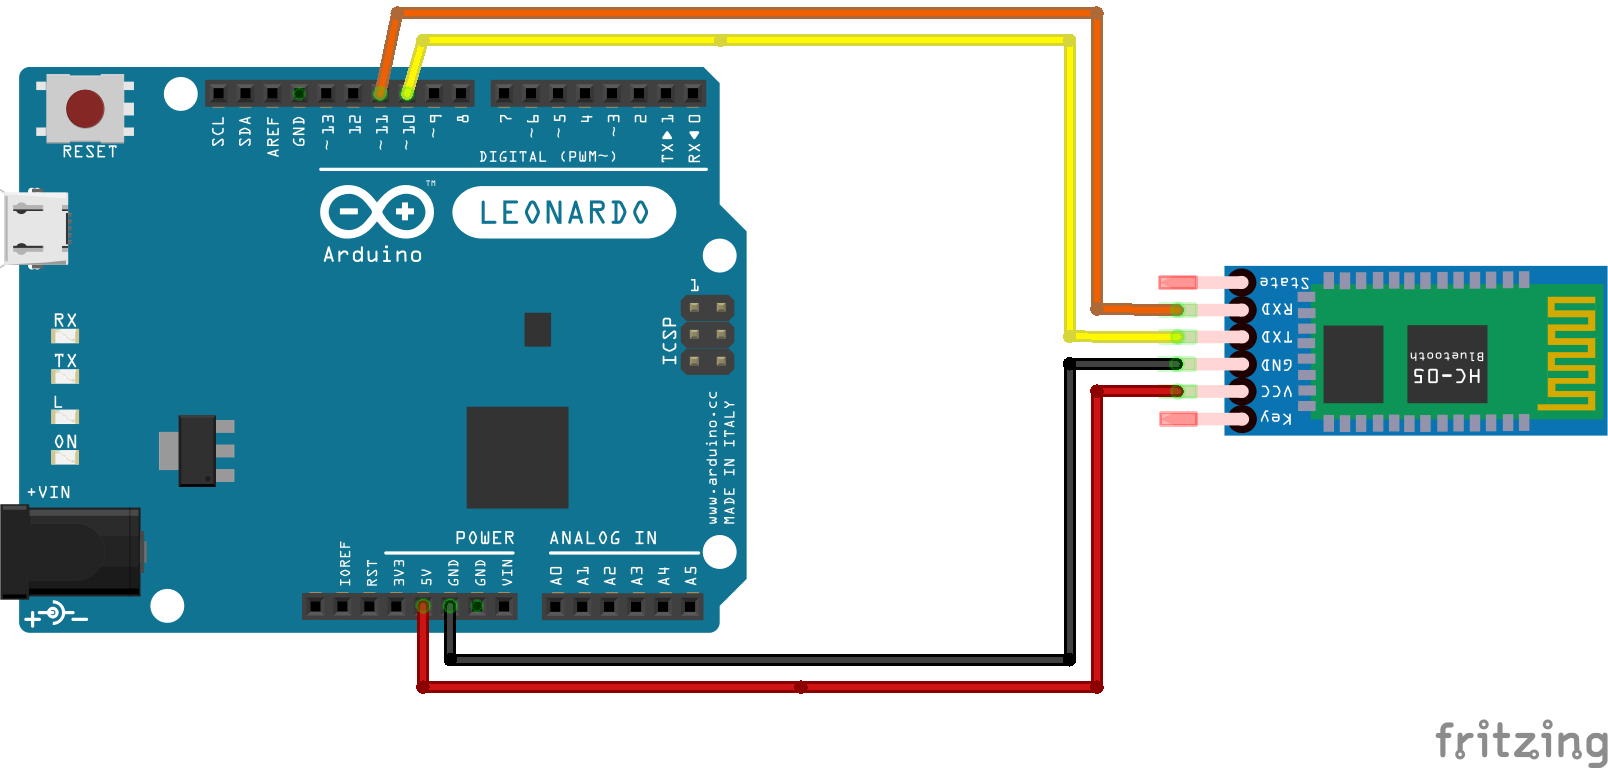 RESET
SCL
SDA
AREF
GND
~13
12
~11
~10
~9
8
7
~6
~5
4
~3
2
TX▶ 1
RX◀ 0
DIGITAL (PWM~)
TM
LEONARDO
Arduino
1
ICSP
RX
TX
L
ON
+VIN
www.arduino.cc
MADE IN ITALY
POWER
ANALOG IN
IOREF
RST
3V3
5V
GND
GND
VIN
A0
A1
A2
A3
A4
A5
+ -
State
RXD
TXD
GND
VCC
Key
HC-05
Bluetooth
fritzing